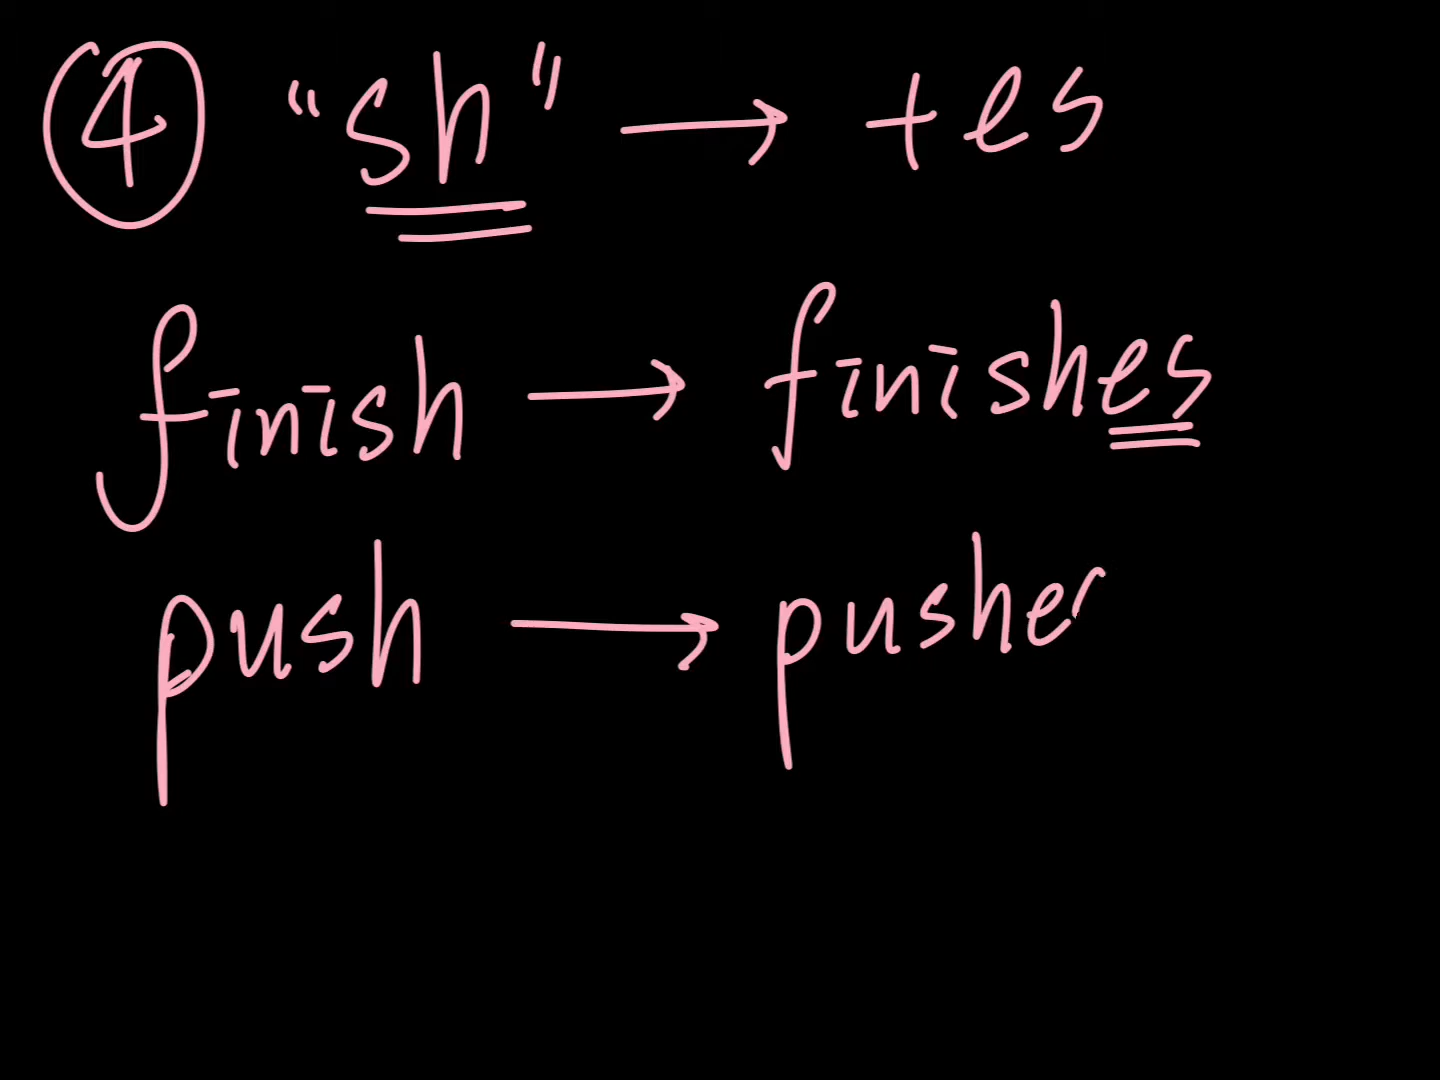 ④ "sh" → +es
finish → finishes
push → pusher